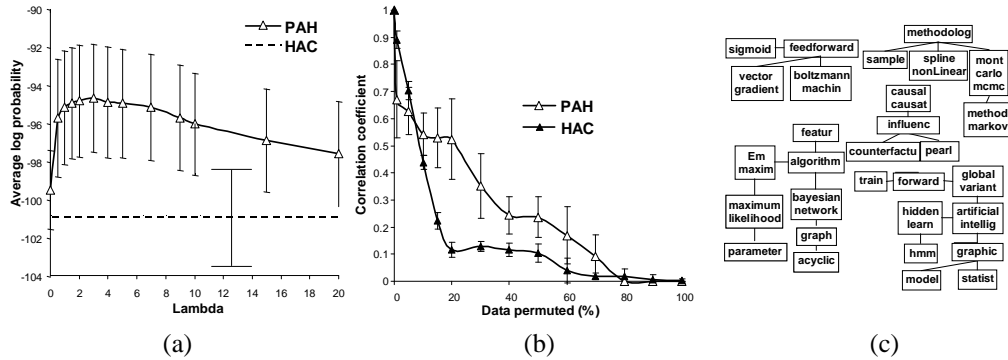 -90
-92
-94
-96
-98
-100
-102
-104
Average log probability
0 2 4 6 8 10 12 14 16 18 20
Lambda
PAH
HAC
(a)
1
0.9
0.8
0.7
0.6
0.5
0.4
0.3
0.2
0.1
0
Correlation coefficient
0 20 40 60 80 100
Data permuted (%)
PAH
HAC
(b)
sigmoid
feedforward
vector
gradient
boltzmann
machin
methodolog
sample
spline
nonLinear
mont
carlo
mcmc
method
markov
causal
causat
influenc
counterfactu
pearl
featur
Em
maxim
algorithm
maximum
likelihood
bayesian
network
parameter
graph
acyclic
train
forward
global
variant
hidden
learn
artificial
intellig
hmm
graphic
model
statist
(c)